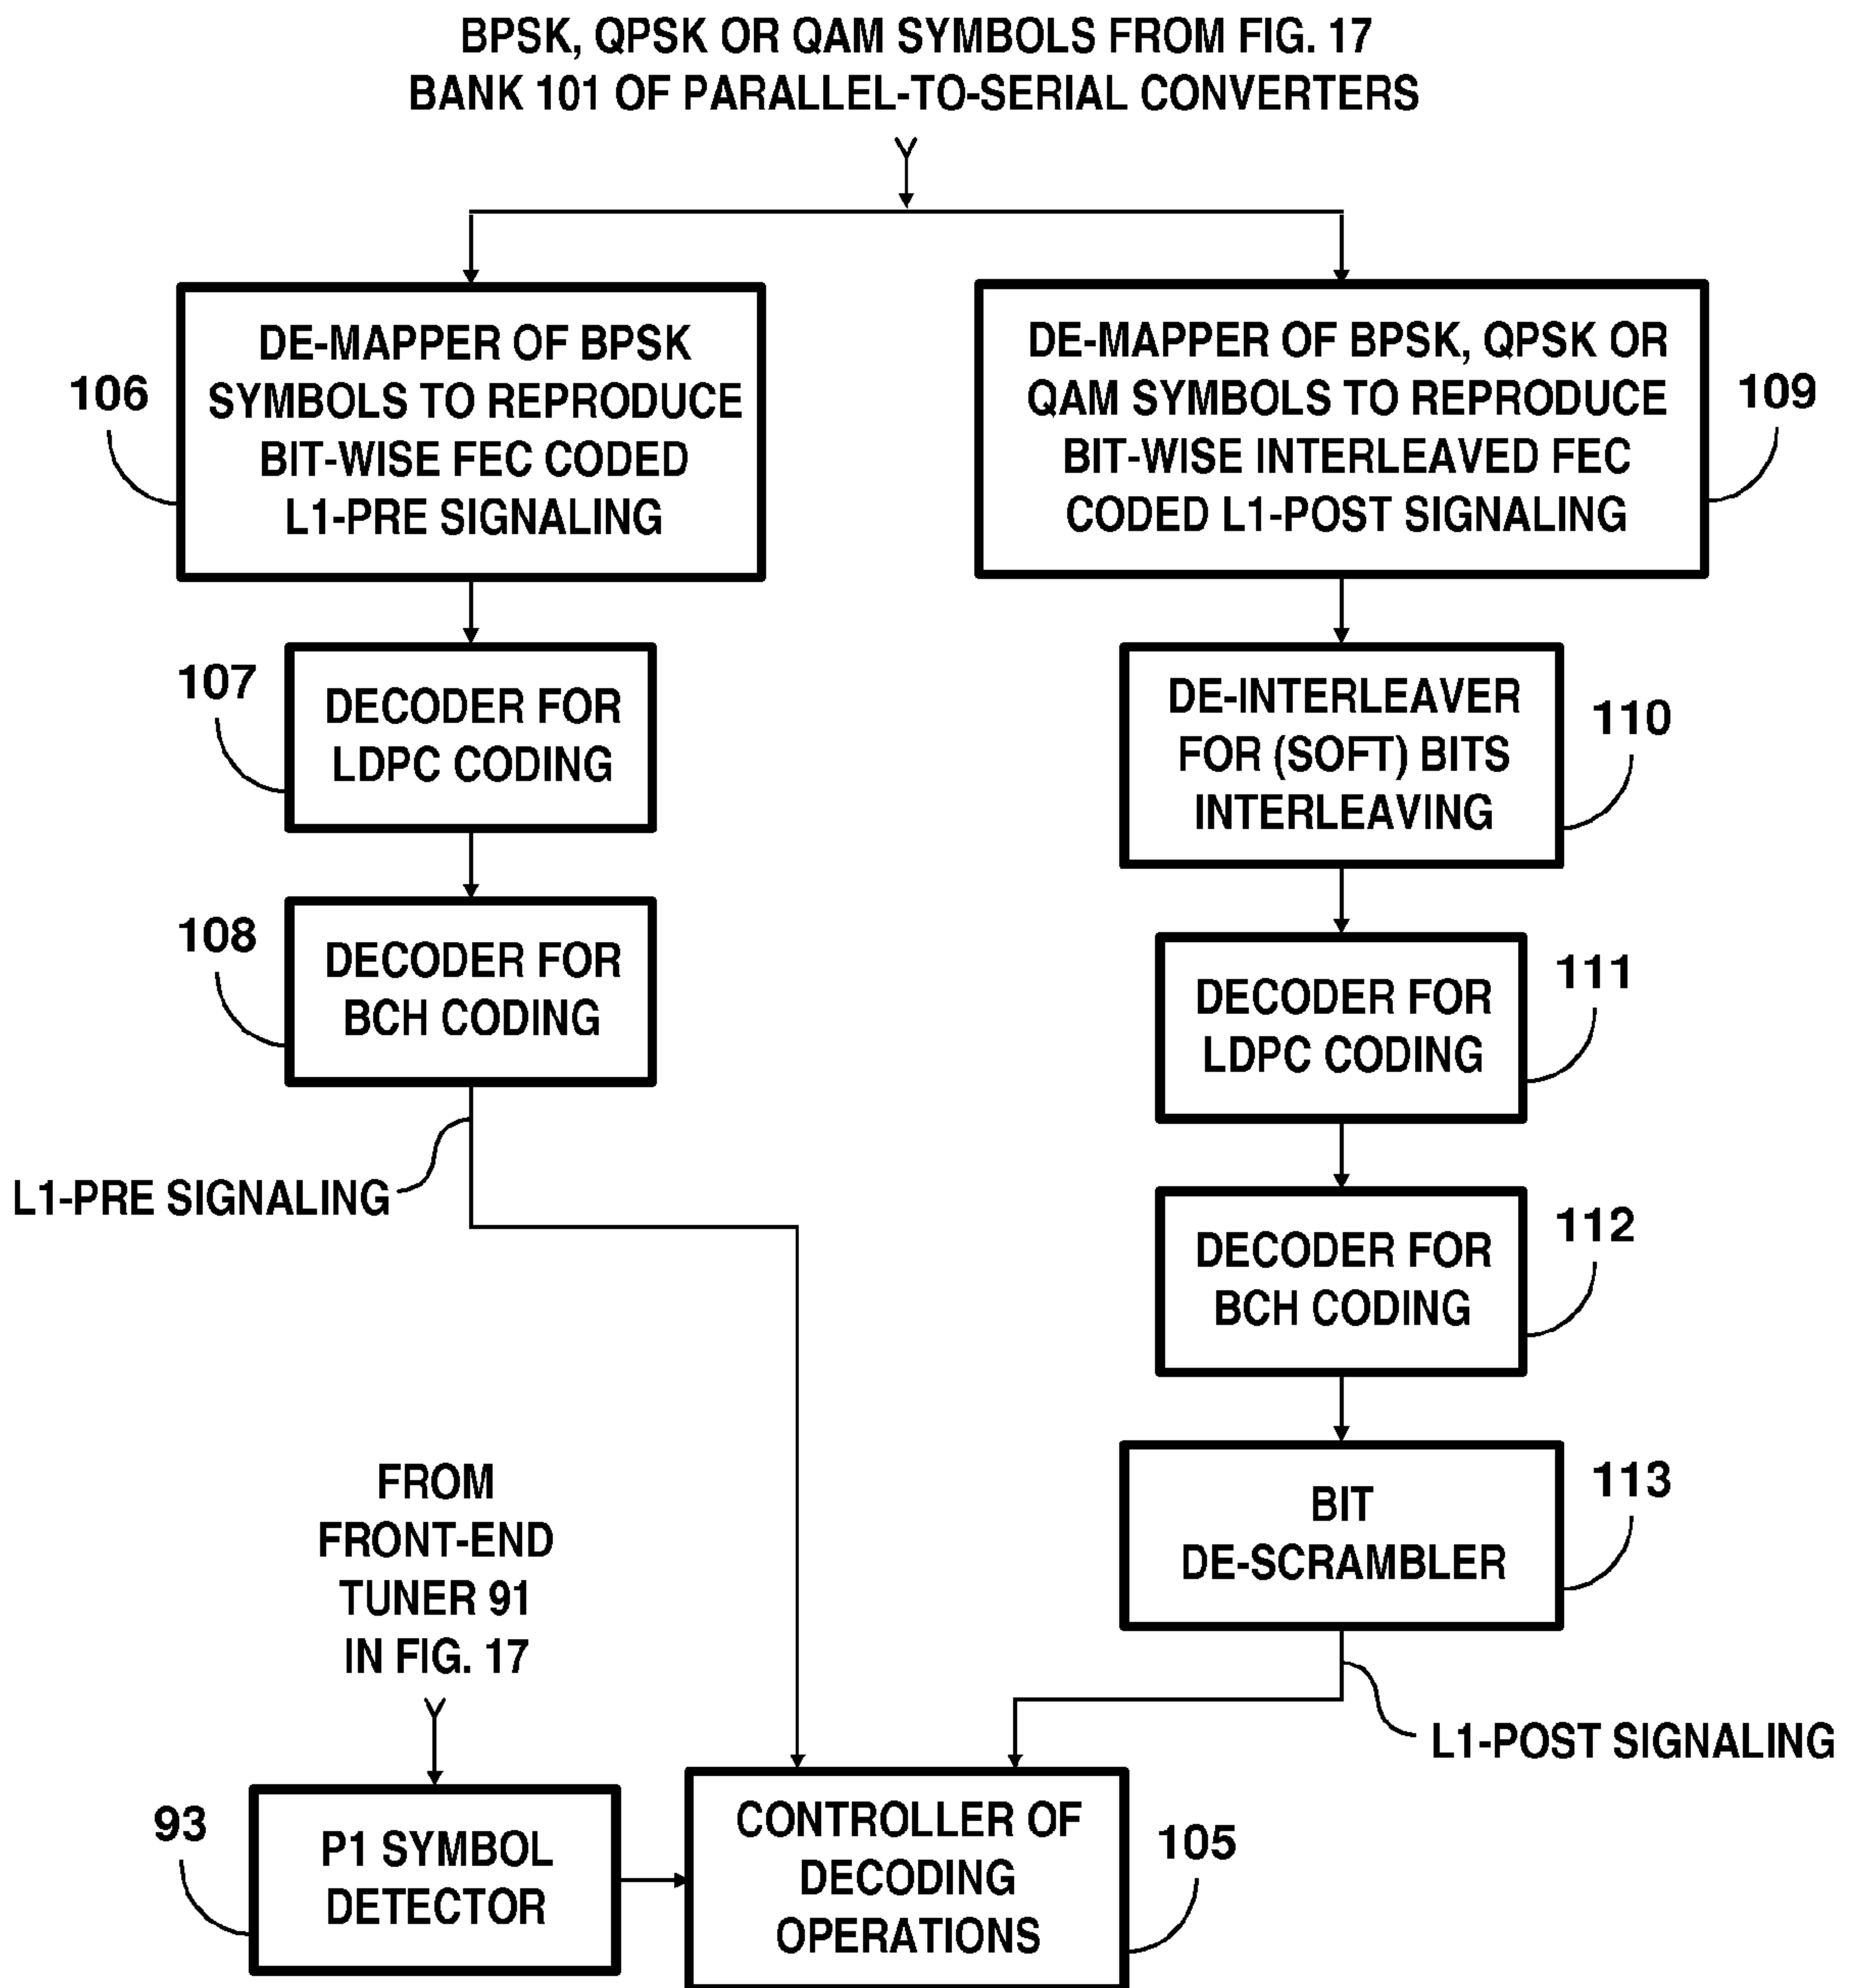 BPSK, QPSK OR QAM SYMBOLS FROM FIG. 17
BANK 101 OF PARALLEL-TO-SERIAL CONVERTERS
106
DE-MAPPER OF BPSK
SYMBOLS TO REPRODUCE
BIT-WISE FEC CODED
L1-PRE SIGNALING
DE-MAPPER OF BPSK, QPSK OR
QAM SYMBOLS TO REPRODUCE
BIT-WISE INTERLEAVED FEC
CODED L1-POST SIGNALING
109
107
DECODER FOR
LDPC CODING
DE-INTERLEAVER
FOR (SOFT) BITS
INTERLEAVING
110
108
DECODER FOR
BCH CODING
DECODER FOR
LDPC CODING
111
L1-PRE SIGNALING
DECODER FOR
BCH CODING
112
FROM
FRONT-END
TUNER 91
IN FIG. 17
BIT
DE-SCRAMBLER
113
L1-POST SIGNALING
93
P1 SYMBOL
DETECTOR
CONTROLLER OF
DECODING
OPERATIONS
105